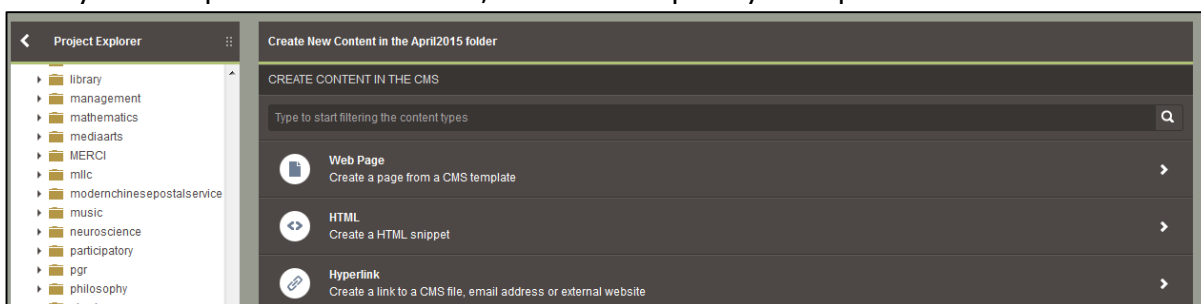 Project Explorer
library
management
mathematics
mediaarts
MERCI
mllc
modernchinesepostalservice
music
neuroscience
participatory
pgr
philosophy
Create New Content in the April2015 folder
CREATE CONTENT IN THE CMS
Type to start filtering the content types
Web Page
Create a page from a CMS template
HTML
Create a HTML snippet
Hyperlink
Create a link to a CMS file, email address or external website